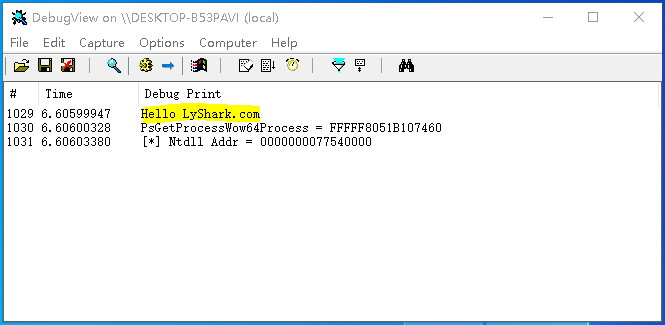 DebugView on \\DESKTOP-B53PAVI (local)
File Edit Capture Options Computer Help
# Time Debug Print
1029 6.60599947 Hello LyShark.com
1030 6.60600328 PsGetProcessWow64Process = FFFFF8051B107460
1031 6.60603380 [*] Ntdll Addr = 0000000077540000